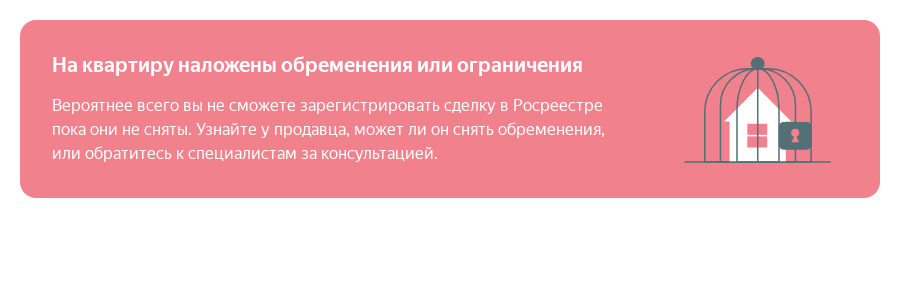 На квартиру наложены обременения или ограничения
Вероятнее всего вы не сможете зарегистрировать сделку в Росреестре
пока они не сняты. Узнайте у продавца, может ли он снять обременения,
или обратитесь к специалистам за консультацией.